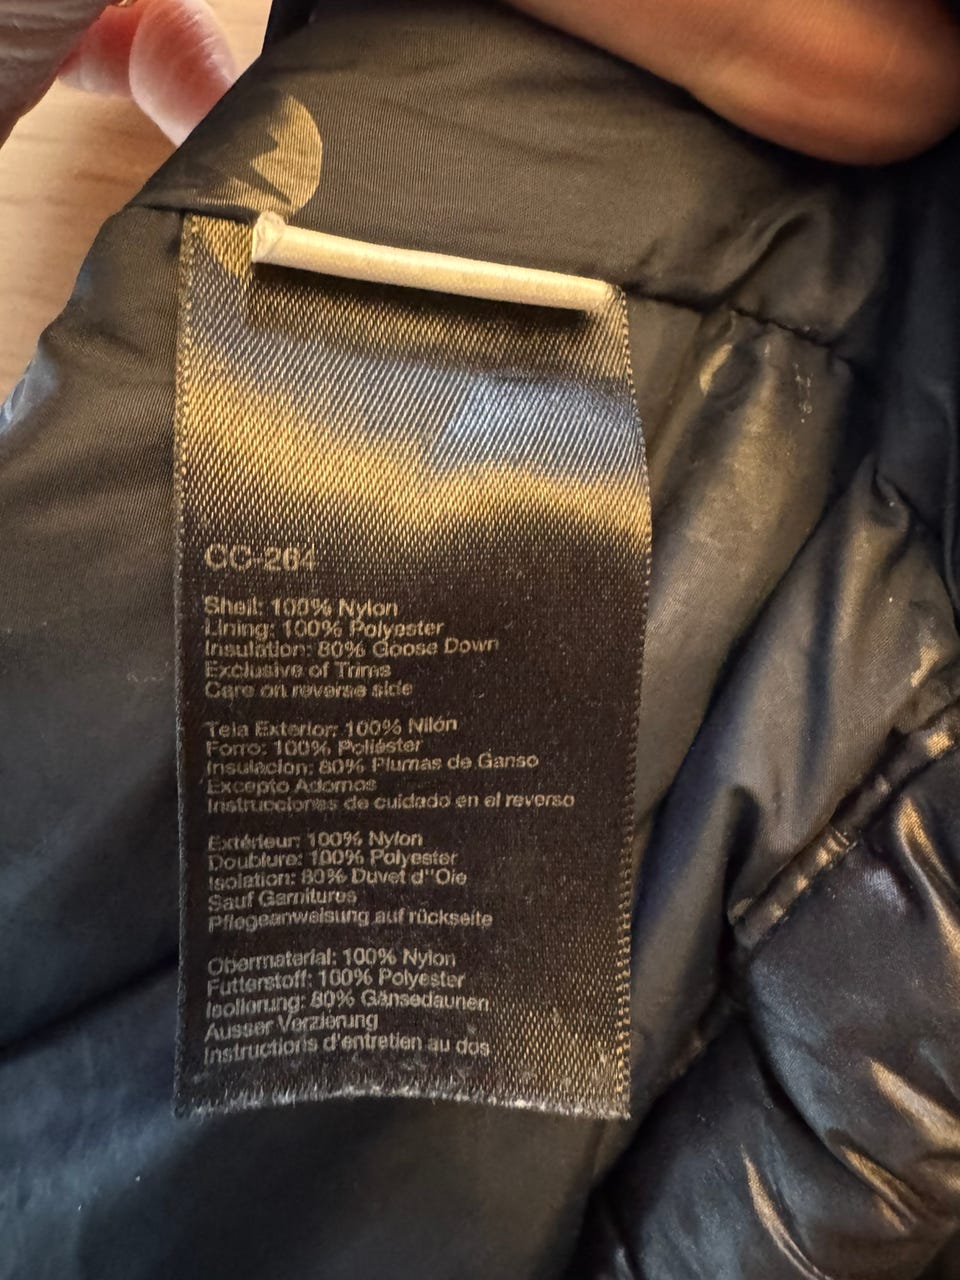 CC-264
Shell: 100% Nylon
Lining: 100% Polyester
Insulation: 80% Goose Down
Exclusive of Trims
Care on reverse side
Tela Exterior: 100% Nilón
Forro: 100% Poliéster
Insulacion: 80% Plumas de Ganso
Excepto Adornos
Instrucciones de cuidado en el reverso
Extérieur: 100% Nylon
Doublure: 100% Polyester
Isolation: 80% Duvet d''Oie
Sauf Garnitures
Pflegeanweisung auf rückseite
Obermaterial: 100% Nylon
Futterstoff: 100% Polyester
Isolierung: 80% Gänsedaunen
Ausser Verzierung
Instructions d'entretien au dos